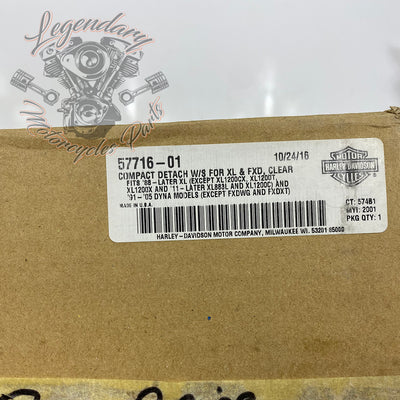 Legendary
Motorcycles Parts
57716-01
10/24/16
COMPACT DETACH W/S FOR XL & FXD, CLEAR
FITS '88 - LATER XL (EXCEPT XL1200CX, XL1200T,
XL1200X AND '11 - LATER XL883L AND XL1200C) AND
'91 - '05 DYNA MODELS (EXCEPT FXDWG AND FXDXT)
MADE IN U.S.A.
MOTOR
HARLEY-DAVIDSON
CYCLES
CT: 574B1
MYI: 2001
PKG QTY: 1
HARLEY-DAVIDSON MOTOR COMPANY, MILWAUKEE WI. 53201